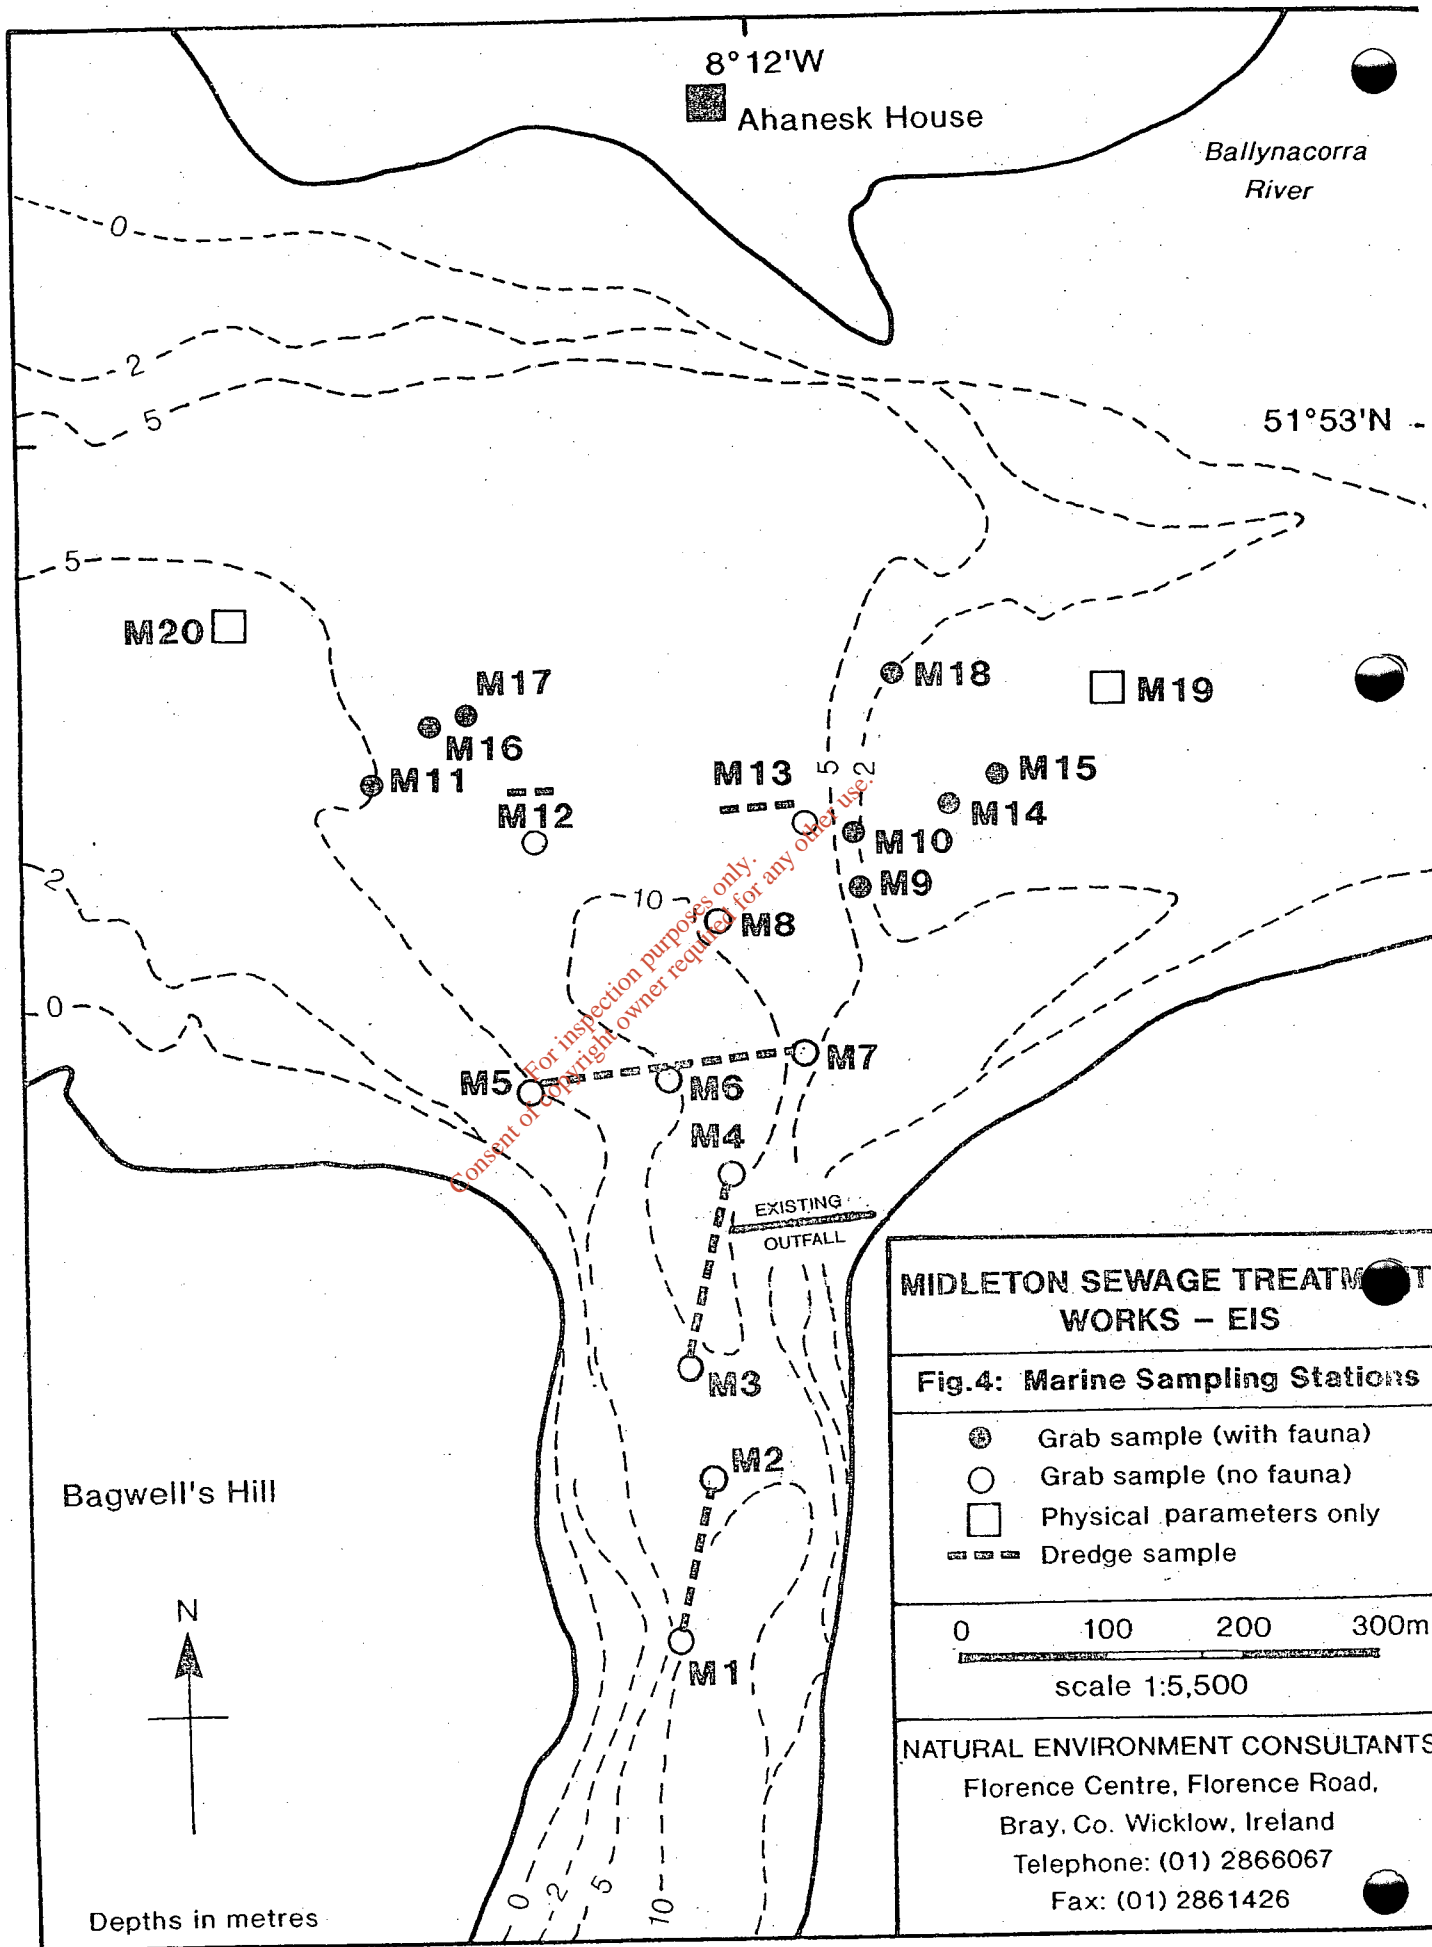 8°12'W
Ahanesk House
Ballynacorra
River
0
2
5
51°53'N
5
M20
M17
M18
M19
M16
M11
M13
M15
M12
5
2
M14
M10
M9
2
10
M8
0
M7
M5
M6
M4
EXISTING
OUTFALL
M3
M2
Bagwell's Hill
N
M1
0
2
5
10
Depths in metres
For inspection purposes only.
Consent of copyright owner required for any other use.
MIDLETON SEWAGE TREATM T
WORKS – EIS
Fig.4: Marine Sampling Stations
Grab sample (with fauna)
Grab sample (no fauna)
Physical parameters only
Dredge sample
0 100 200 300m
scale 1:5,500
NATURAL ENVIRONMENT CONSULTANTS
Florence Centre, Florence Road,
Bray, Co. Wicklow, Ireland
Telephone: (01) 2866067
Fax: (01) 2861426